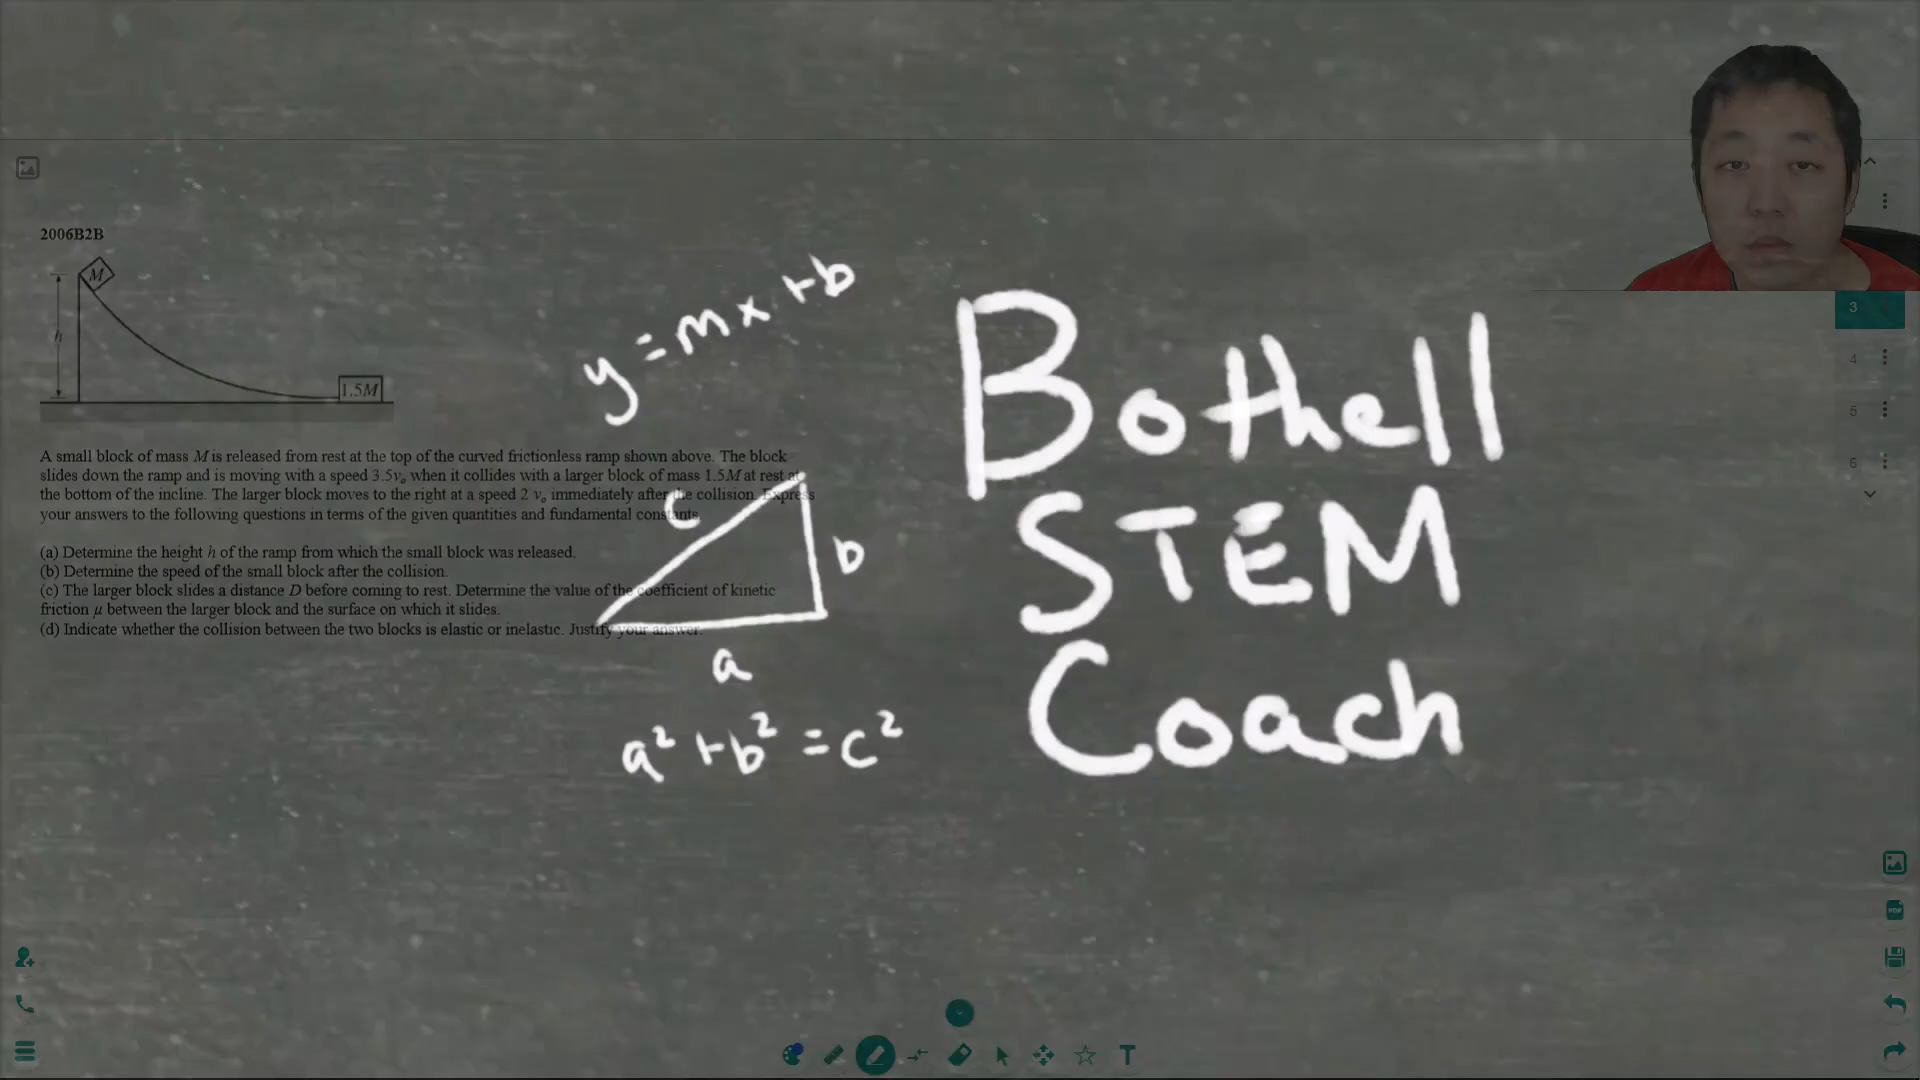 2006B2B
M
h
1.5M
A small block of mass M is released from rest at the top of the curved frictionless ramp shown above. The block
slides down the ramp and is moving with a speed 3.5v₀ when it collides with a larger block of mass 1.5M at rest at
the bottom of the incline. The larger block moves to the right at a speed 2 v₀ immediately after the collision. Express
your answers to the following questions in terms of the given quantities and fundamental constants.
(a) Determine the height h of the ramp from which the small block was released.
(b) Determine the speed of the small block after the collision.
(c) The larger block slides a distance D before coming to rest. Determine the value of the coefficient of kinetic
friction μ between the larger block and the surface on which it slides.
(d) Indicate whether the collision between the two blocks is elastic or inelastic. Justify your answer.
y=mx+b
c
b
a
a²+b²=c²
Bothell
STEM
Coach
3
4
5
6
PDF
T